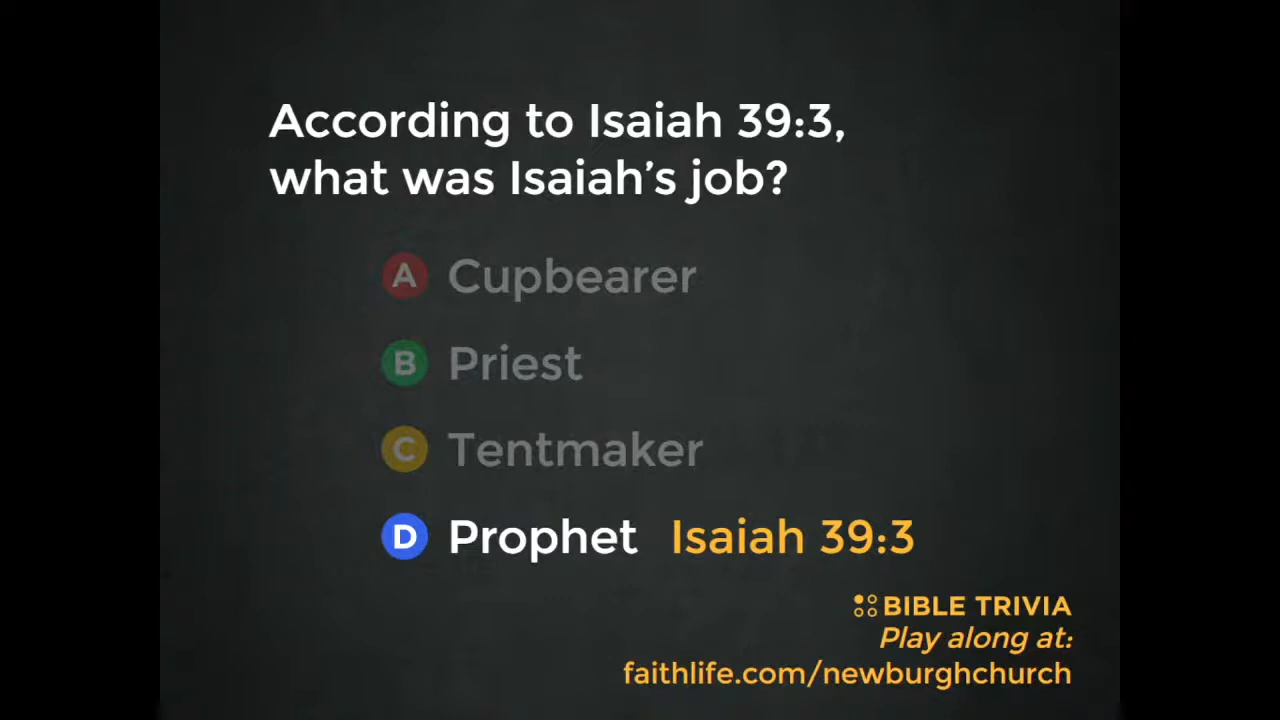 According to Isaiah 39:3,
what was Isaiah's job?
A Cupbearer
B Priest
C Tentmaker
D Prophet Isaiah 39:3
BIBLE TRIVIA
Play along at:
faithlife.com/newburghchurch